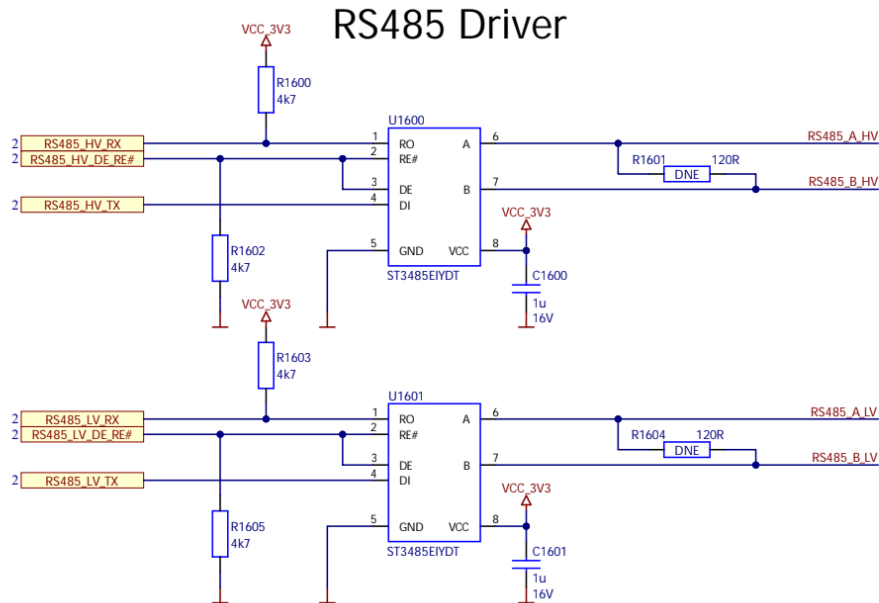 RS485 Driver
VCC_3V3
R1600
4k7
U1600
2 RS485_HV_RX 1 RO A 6 RS485_A_HV
2 RS485_HV_DE_RE# 2 RE# R1601 120R
DNE
3 DE B 7 RS485_B_HV
2 RS485_HV_TX 4 DI
VCC_3V3
R1602
4k7
5 GND VCC 8
ST3485EIYDT
C1600
1u
16V
VCC_3V3
R1603
4k7
U1601
2 RS485_LV_RX 1 RO A 6 RS485_A_LV
2 RS485_LV_DE_RE# 2 RE# R1604 120R
DNE
3 DE B 7 RS485_B_LV
2 RS485_LV_TX 4 DI
VCC_3V3
R1605
4k7
5 GND VCC 8
ST3485EIYDT
C1601
1u
16V